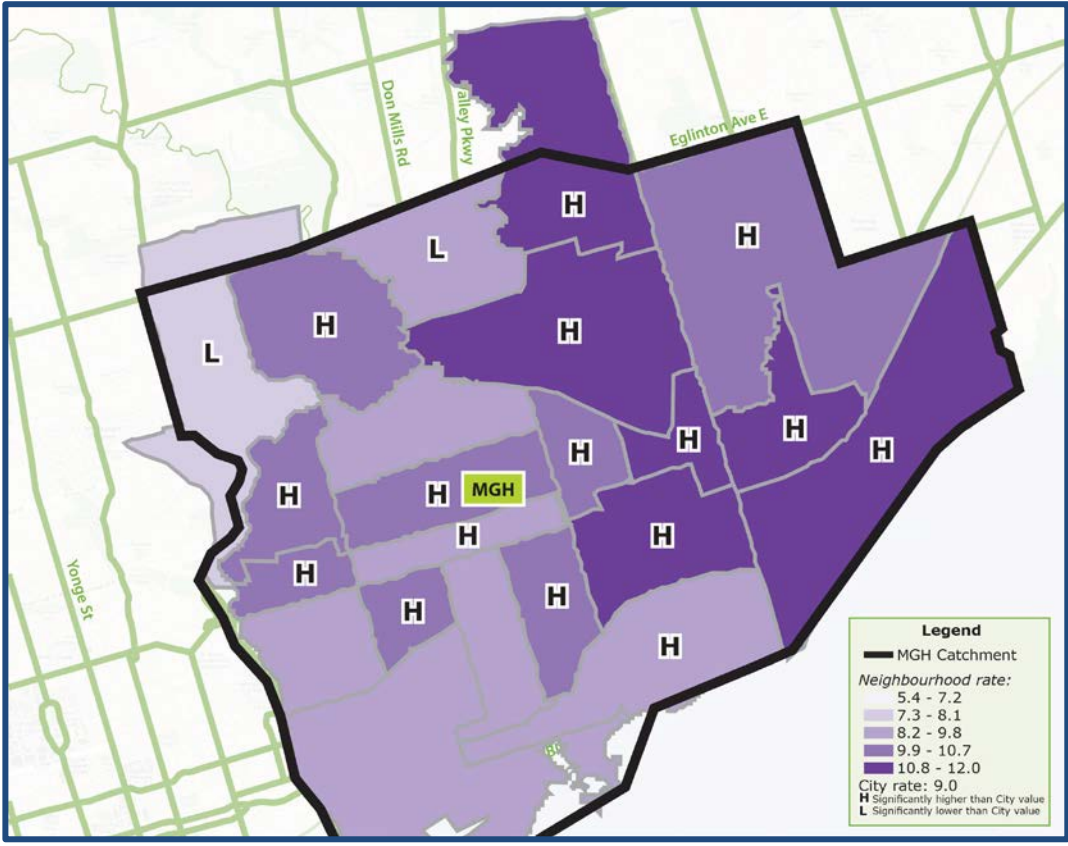 Eglinton Ave E
Don Mills Rd
alley Pkwy
H
H
L
H
H
H
L
H
H
H
H
H
H
MGH
H
H
H
H
H
H
Yonge St
Legend
MGH Catchment
Neighbourhood rate:
5.4 - 7.2
7.3 - 8.1
8.2 - 9.8
9.9 - 10.7
10.8 - 12.0
City rate: 9.0
H Significantly higher than City value
L Significantly lower than City value